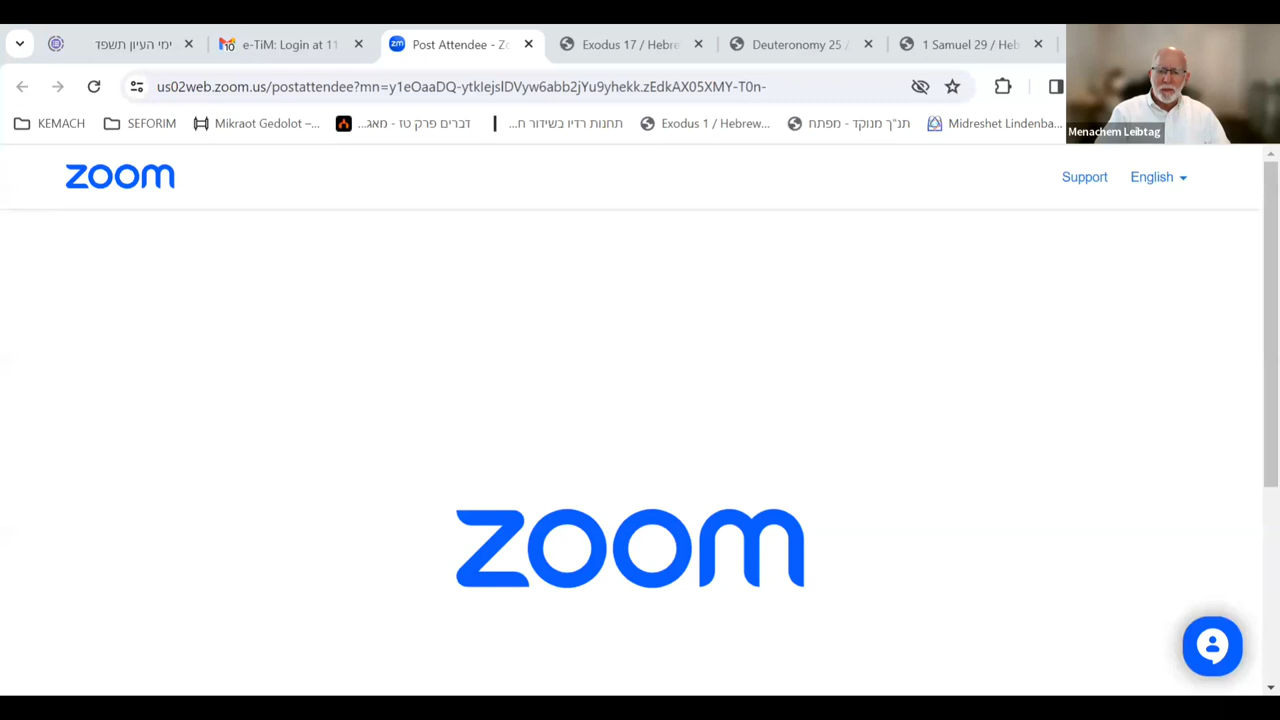 ימי העיון תשפד
e-TiM: Login at 11
Post Attendee - Zo
Exodus 17 / Hebre
Deuteronomy 25 /
1 Samuel 29 / Heb
us02web.zoom.us/postattendee?mn=y1eOaaDQ-ytklejsIDVyw6abb2jYu9yhekk.zEdkAX05XMY-T0n-
KEMACH
SEFORIM
Mikraot Gedolot –...
דברים פרק טז - מאג...
תחנות רדיו בשידור ח...
Exodus 1 / Hebrew...
תנ"ך מנוקד - מפתח
Midreshet Lindenba...
Menachem Leibtag
zoom
Support
English
zoom